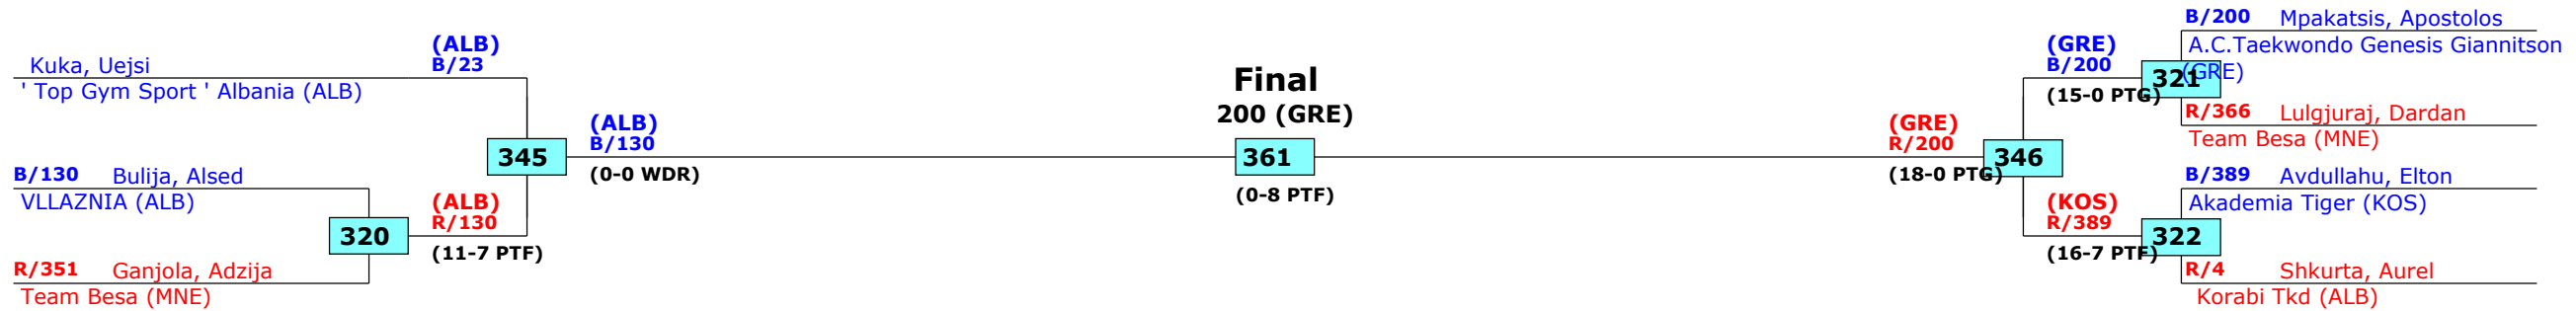 Kuka, Uejsi
' Top Gym Sport ' Albania (ALB)
(ALB)
B/23
345
B/130 Bulija, Alsed
VLLAZNIA (ALB)
320
R/351 Ganjola, Adzija
Team Besa (MNE)
(ALB)
R/130
(11-7 PTF)
(ALB)
B/130
(0-0 WDR)
Final
200 (GRE)
361
(0-8 PTF)
(GRE)
R/200
(18-0 PTG)
346
(GRE)
B/200
(15-0 PTG)
321
(KOS)
R/389
(16-7 PTF)
322
B/200 Mpakatsis, Apostolos
A.C.Taekwondo Genesis Giannitson
(GRE)
R/366 Lulgjuraj, Dardan
Team Besa (MNE)
B/389 Avdullahu, Elton
Akademia Tiger (KOS)
R/4 Shkurta, Aurel
Korabi Tkd (ALB)